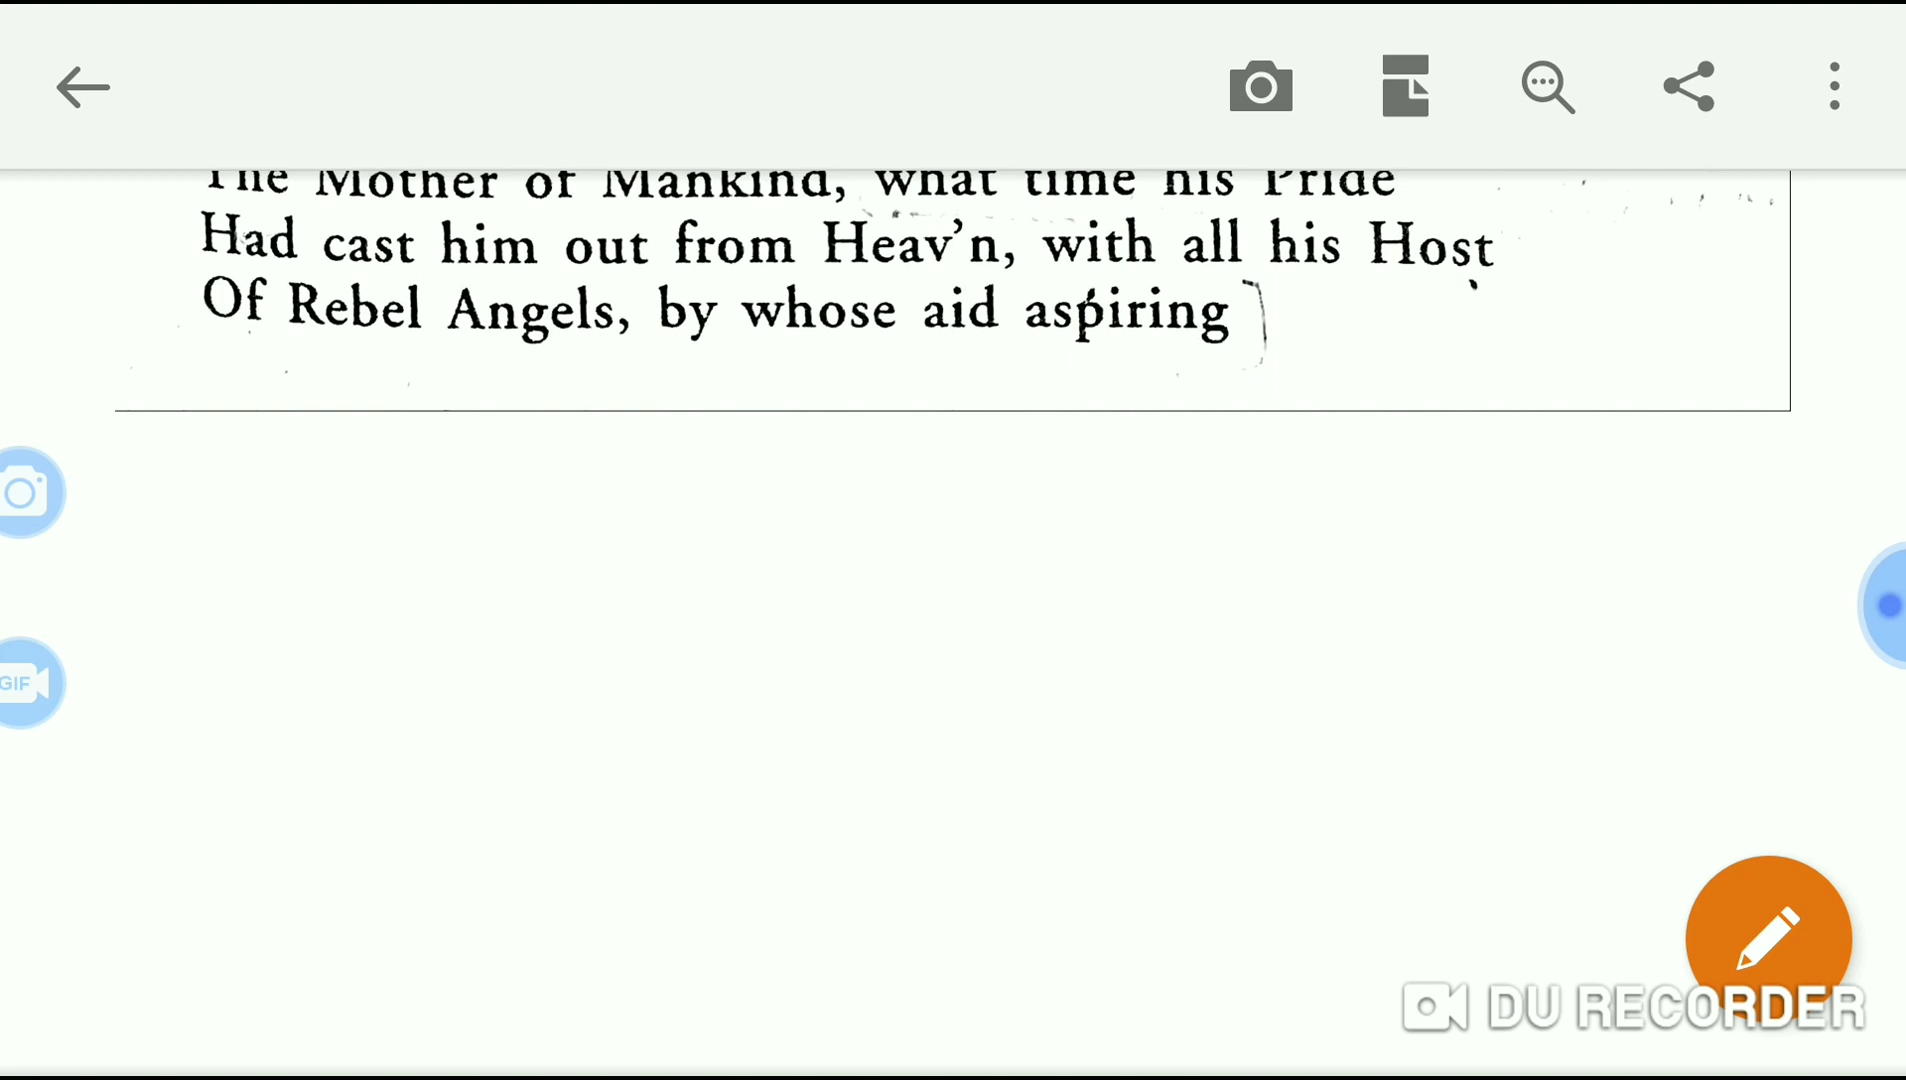 The Mother of Mankind, what time his Pride
Had cast him out from Heav’n, with all his Host
Of Rebel Angels, by whose aid aspiring
GIF
DU RECORDER